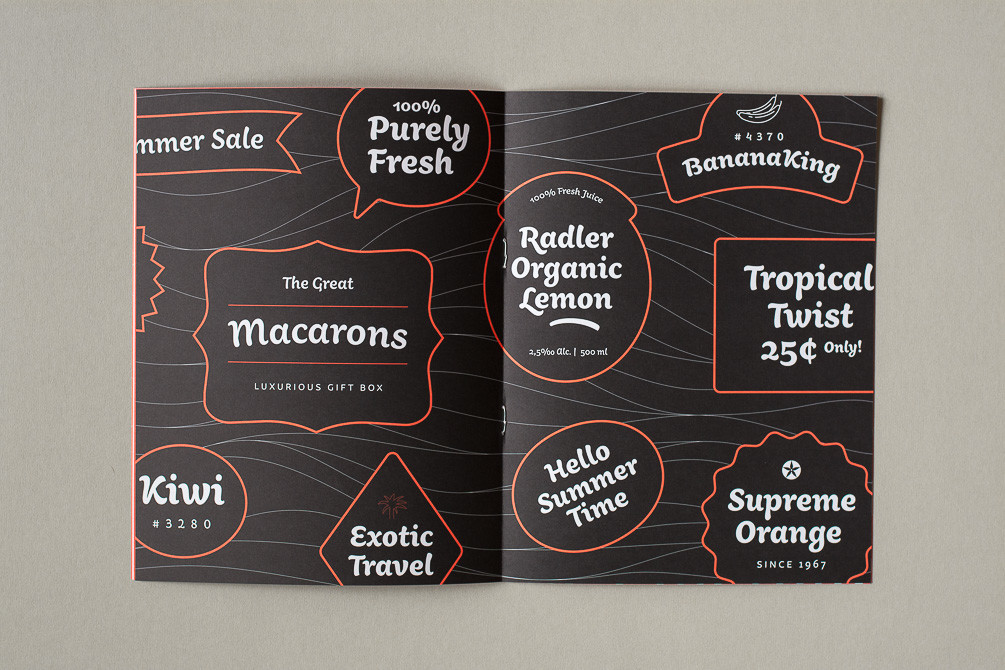 mmer Sale
100%
Purely
Fresh
The Great
Macarons
LUXURIOUS GIFT BOX
Kiwi
#3280
Exotic
Travel
#4370
BananaKing
100% Fresh Juice
Radler
Organic
Lemon
2,5‰ Alc. | 500 ml
Tropical
Twist
25¢ Only!
Hello
Summer
Time
Supreme
Orange
SINCE 1967